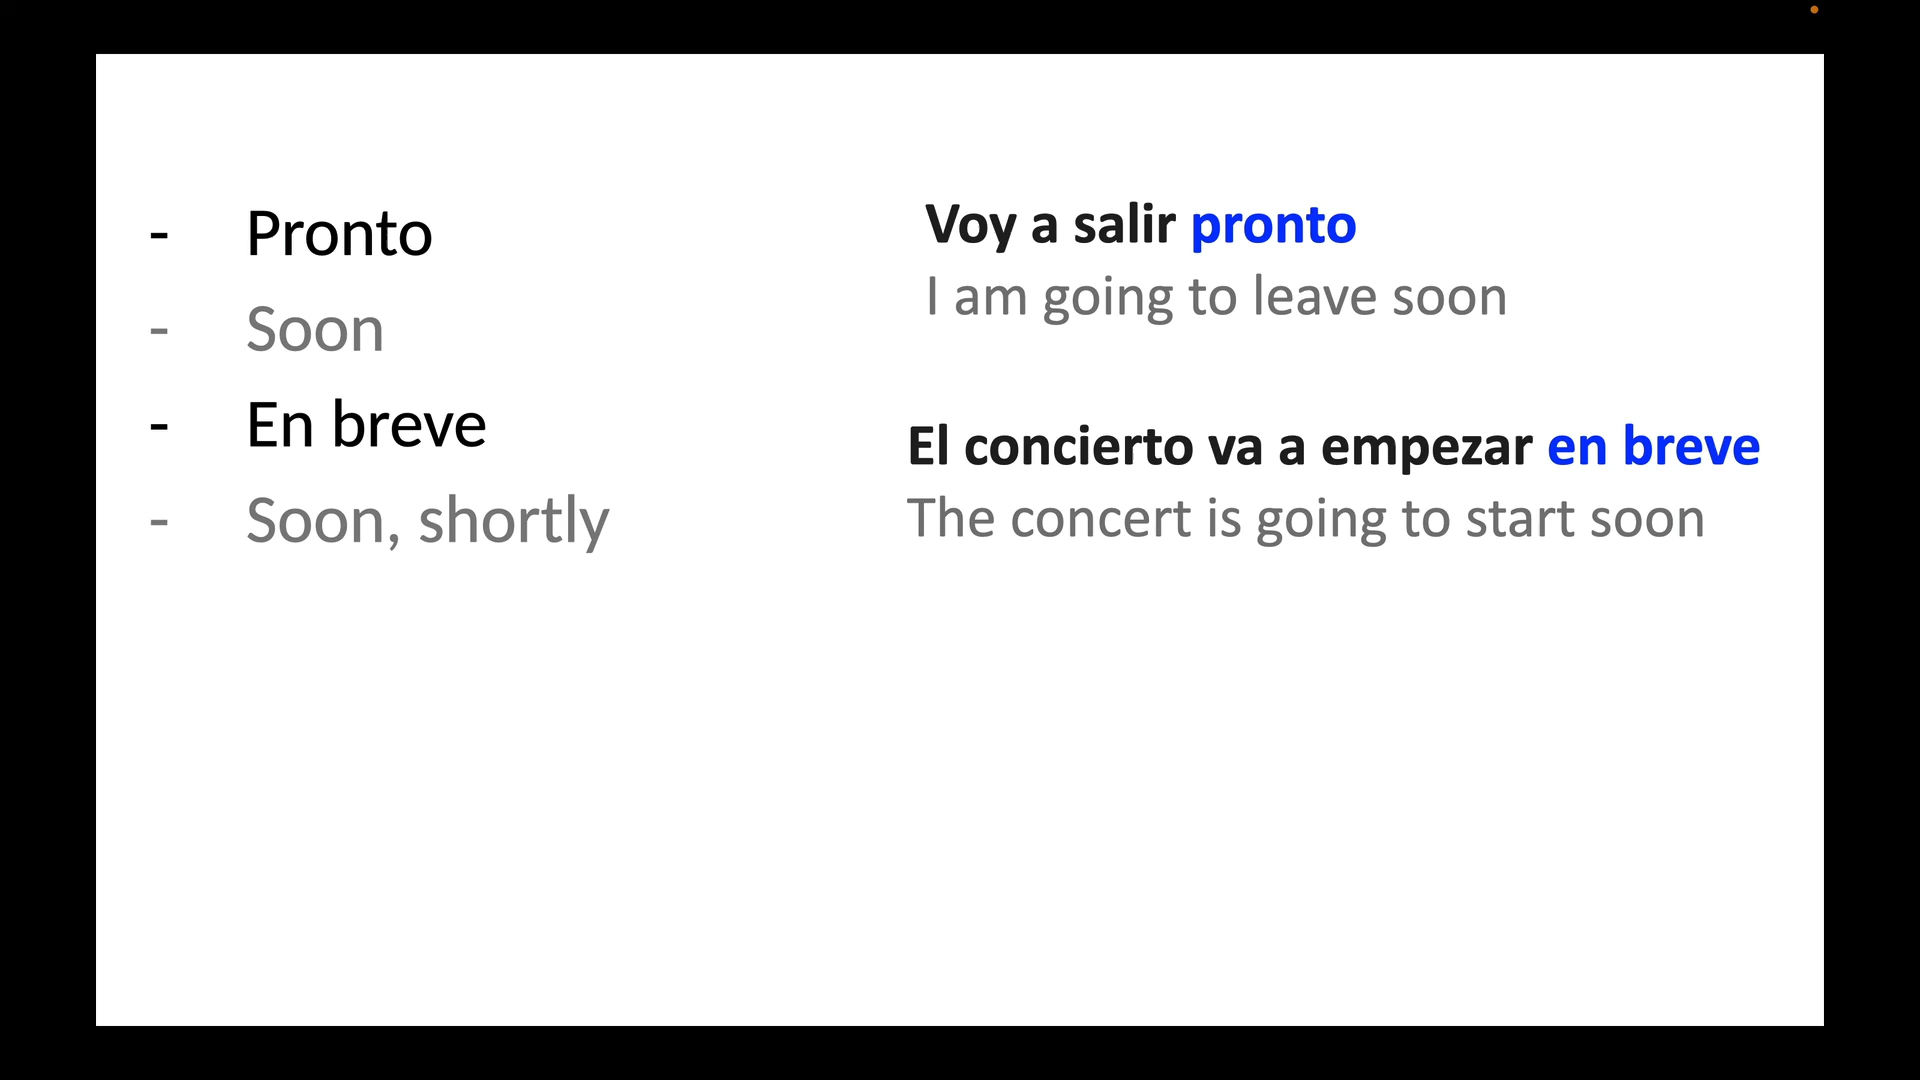 - Pronto
- Soon
- En breve
- Soon, shortly
Voy a salir pronto
I am going to leave soon
El concierto va a empezar en breve
The concert is going to start soon